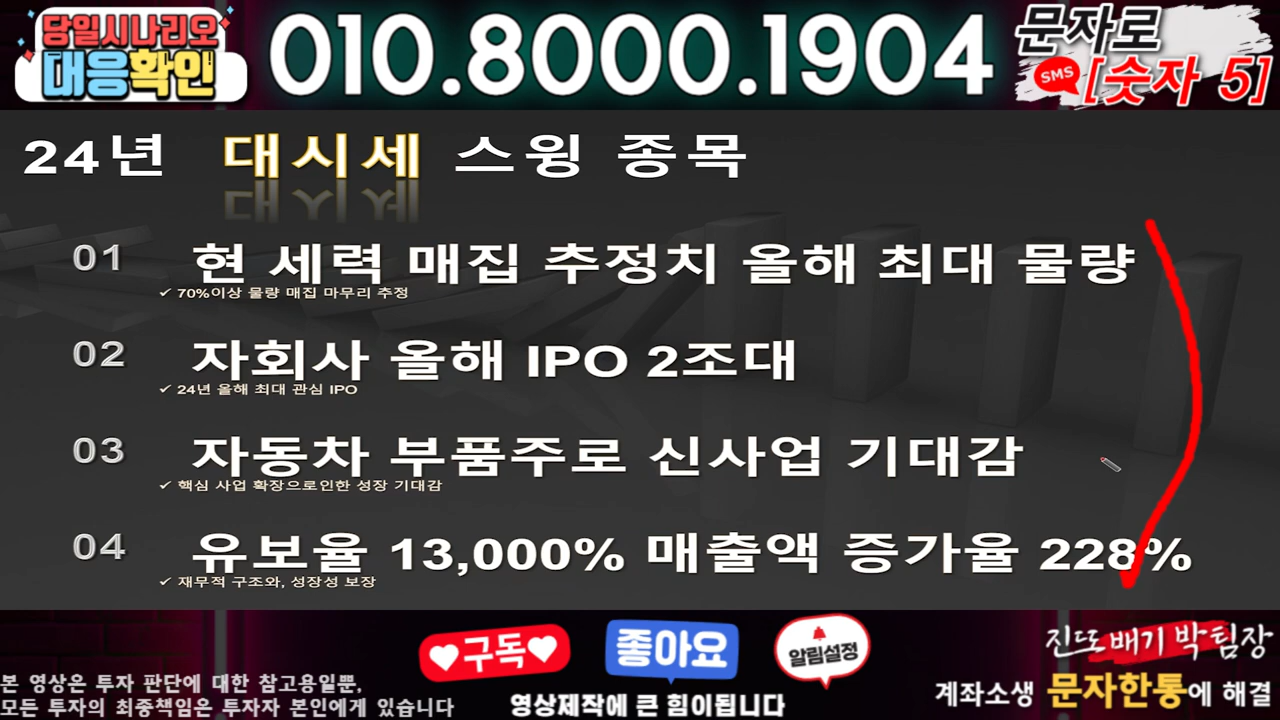 당일시나리오
대응확인
010.8000.1904
문자로
SMS [숫자 5]
24년 대시세 스윙 종목
01 현 세력 매집 추정치 올해 최대 물량
✓ 70%이상 물량 매집 마무리 추정
02 자회사 올해 IPO 2조대
✓ 24년 올해 최대 관심 IPO
03 자동차 부품주로 신사업 기대감
✓ 핵심 사업 확장으로인한 성장 기대감
04 유보율 13,000% 매출액 증가율 228%
✓ 재무적 구조와, 성장성 보장
구독
좋아요
알림설정
영상제작에 큰 힘이됩니다
본 영상은 투자 판단에 대한 참고용일뿐,
모든 투자의 최종책임은 투자자 본인에게 있습니다
진또배기 박팀장
계좌소생 문자한통에 해결